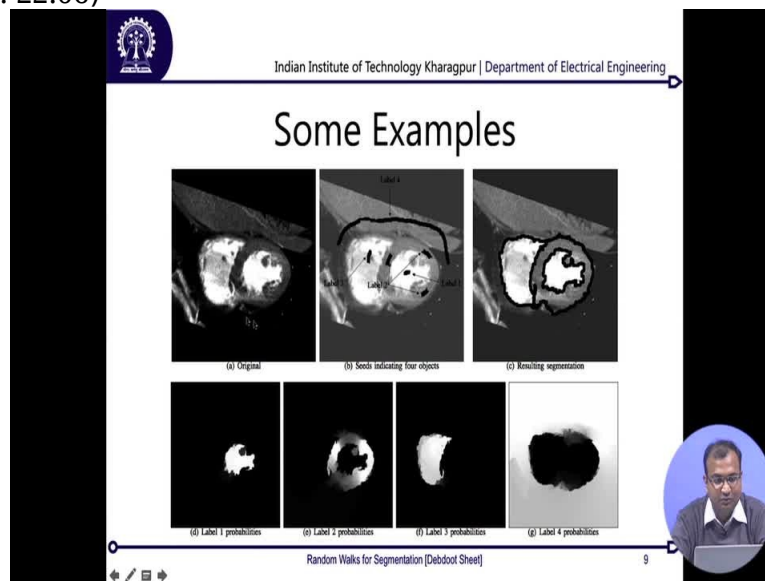 Indian Institute of Technology Kharagpur | Department of Electrical Engineering
Some Examples
Label 4
Label 2
Label 1
(a) Original
(b) Seeds indicating four objects
(c) Resulting segmentation
(d) Label 1 probabilities
(e) Label 2 probabilities
(f) Label 3 probabilities
(g) Label 4 probabilities
Random Walks for Segmentation [Debdoot Sheet]
9